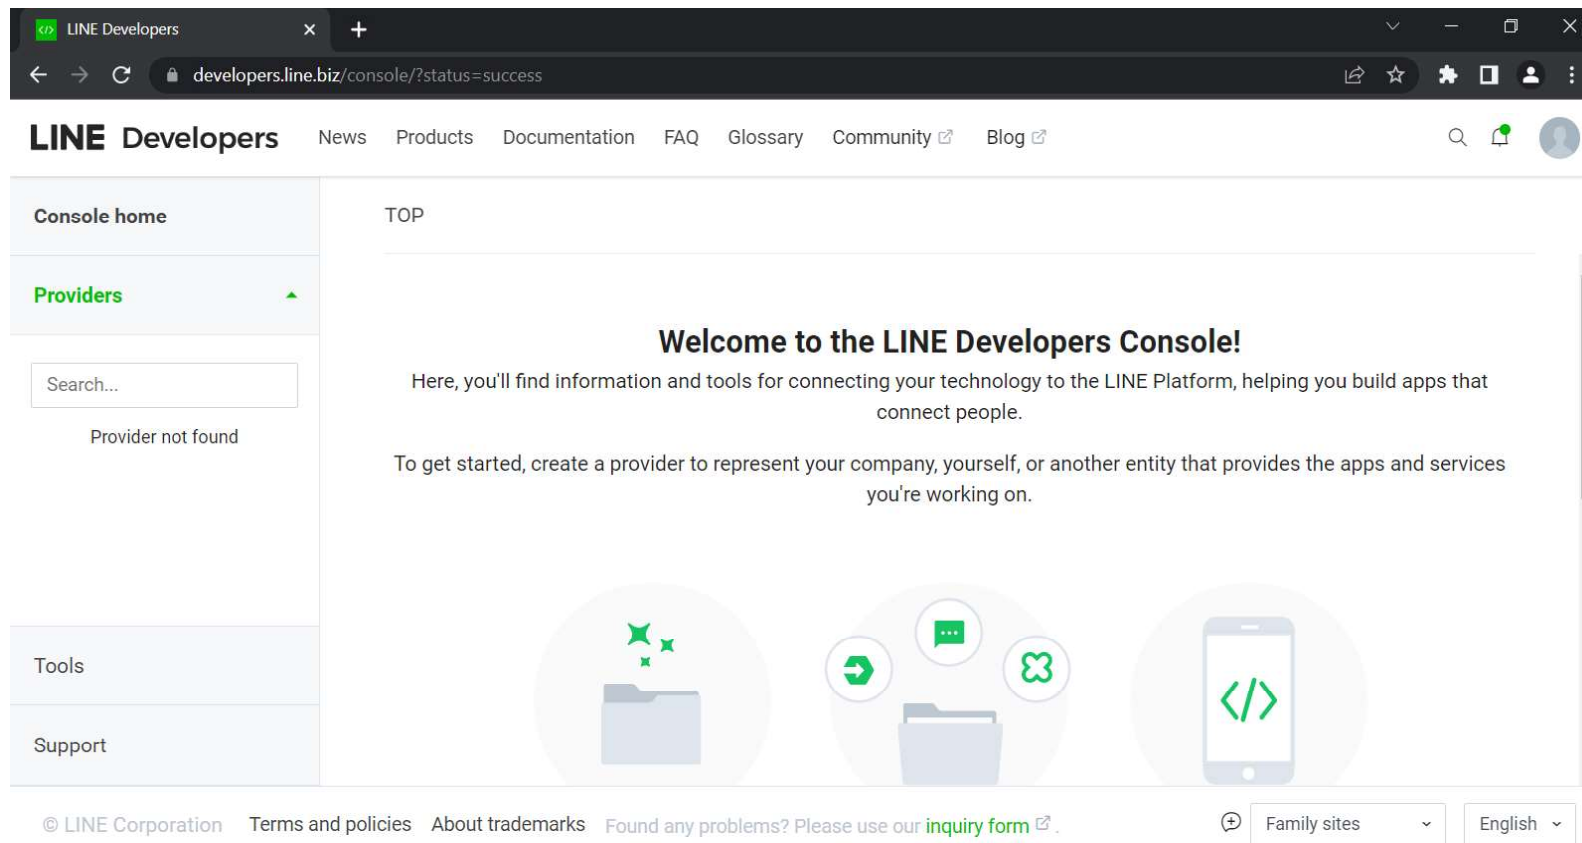 LINE Developers
developers.line.biz/console/?status=success
LINE Developers News Products Documentation FAQ Glossary Community Blog
Console home
TOP
Providers
Welcome to the LINE Developers Console!
Search...
Here, you'll find information and tools for connecting your technology to the LINE Platform, helping you build apps that
connect people.
Provider not found
To get started, create a provider to represent your company, yourself, or another entity that provides the apps and services
you're working on.
Tools
Support
© LINE Corporation Terms and policies About trademarks Found any problems? Please use our inquiry form . Family sites English